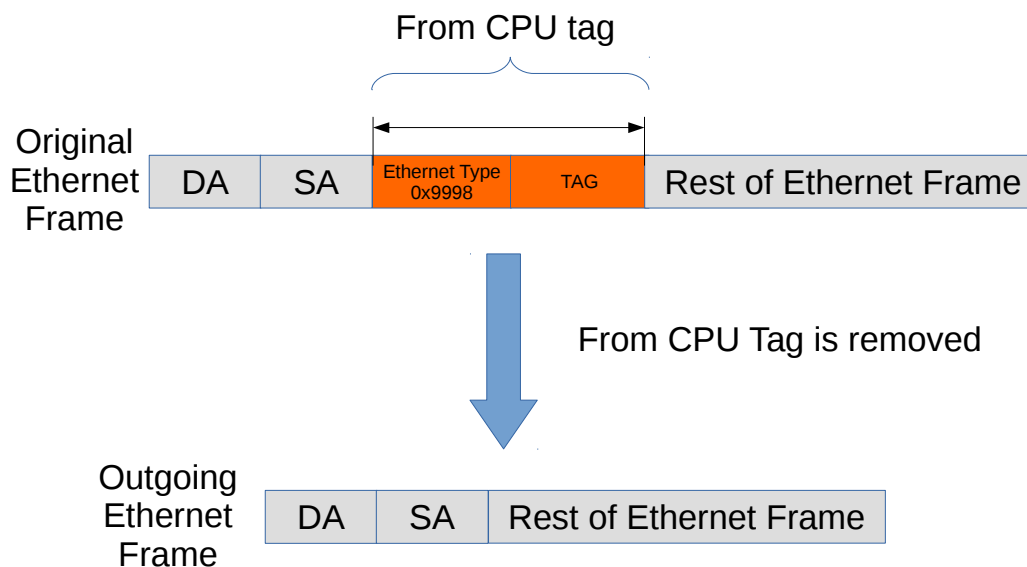 From CPU tag
Original
Ethernet
Frame
DA
SA
Ethernet Type
0x9998
TAG
Rest of Ethernet Frame
From CPU Tag is removed
Outgoing
Ethernet
Frame
DA
SA
Rest of Ethernet Frame